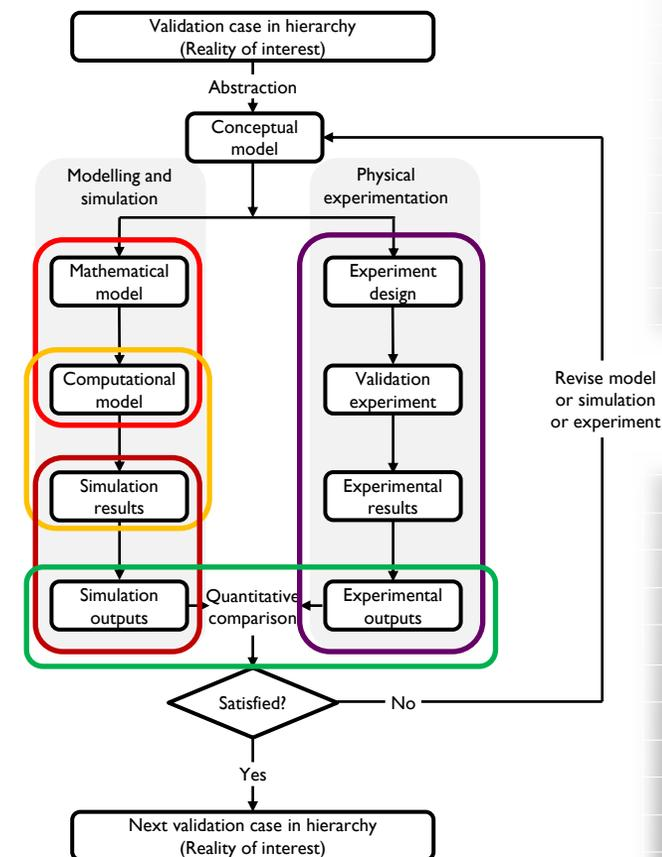 Validation case in hierarchy
(Reality of interest)
Abstraction
Conceptual
model
Modelling and
simulation
Physical
experimentation
Mathematical
model
Experiment
design
Computational
model
Validation
experiment
Revise model
or simulation
or experiment
Simulation
results
Experimental
results
Simulation
outputs
Quantitative
comparison
Experimental
outputs
Satisfied?
No
Yes
Next validation case in hierarchy
(Reality of interest)